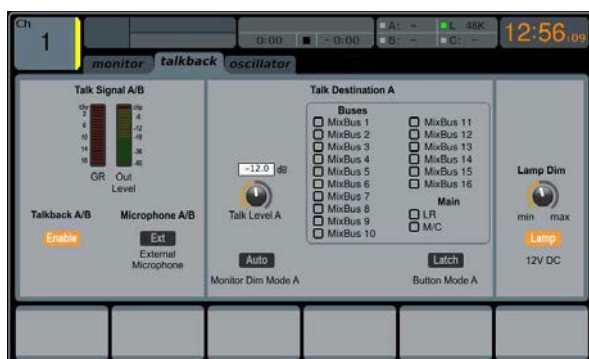 Ch
1
0:00 - 0:00
A: - L 48K
B: - C: -
12:56:09
monitor talkback oscillator
Talk Signal A/B
thr clip
GR Out
Level
Talkback A/B Microphone A/B
Enable Ext
External
Microphone
Talk Destination A
-12.0 dB
Talk Level A
Auto
Monitor Dim Mode A
Buses
MixBus 1
MixBus 2
MixBus 3
MixBus 4
MixBus 5
MixBus 6
MixBus 7
MixBus 8
MixBus 9
MixBus 10
MixBus 11
MixBus 12
MixBus 13
MixBus 14
MixBus 15
MixBus 16
Main
LR
M/C
Latch
Button Mode A
Lamp Dim
min max
Lamp
12V DC